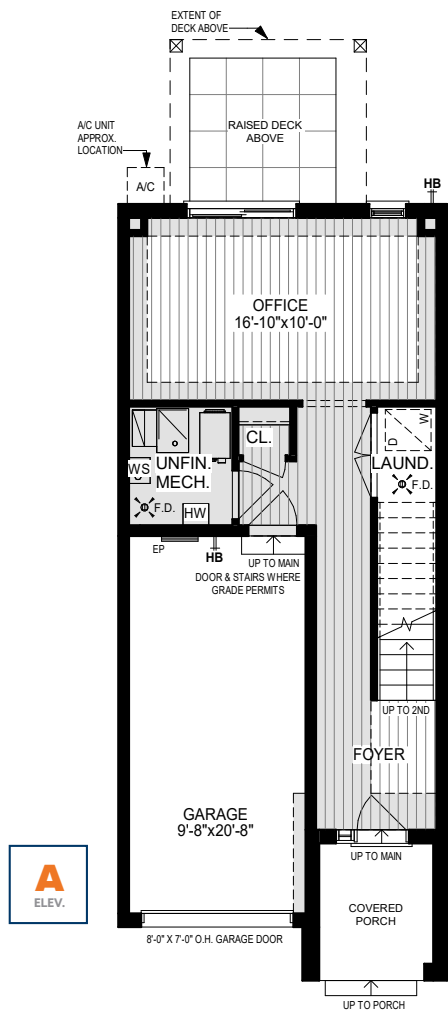 EXTENT OF
DECK ABOVE
RAISED DECK
ABOVE
A/C UNIT
APPROX.
LOCATION
A/C
HB
OFFICE
16'-10"x10'-0"
CL.
W
D
LAUND.
F.D.
WS
UNFIN.
MECH.
F.D.
HW
EP
HB
UP TO MAIN
DOOR & STAIRS WHERE
GRADE PERMITS
UP TO 2ND
FOYER
GARAGE
9'-8"x20'-8"
UP TO MAIN
A
ELEV.
COVERED
PORCH
8'-0" X 7'-0" O.H. GARAGE DOOR
UP TO PORCH